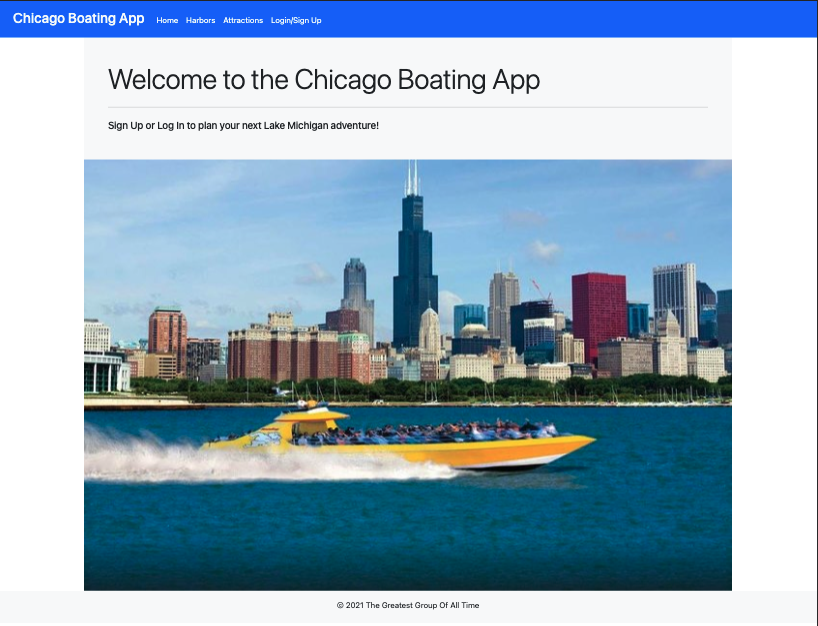 Chicago Boating App Home Harbors Attractions Login/Sign Up
Welcome to the Chicago Boating App
Sign Up or Log In to plan your next Lake Michigan adventure!
© 2021 The Greatest Group Of All Time